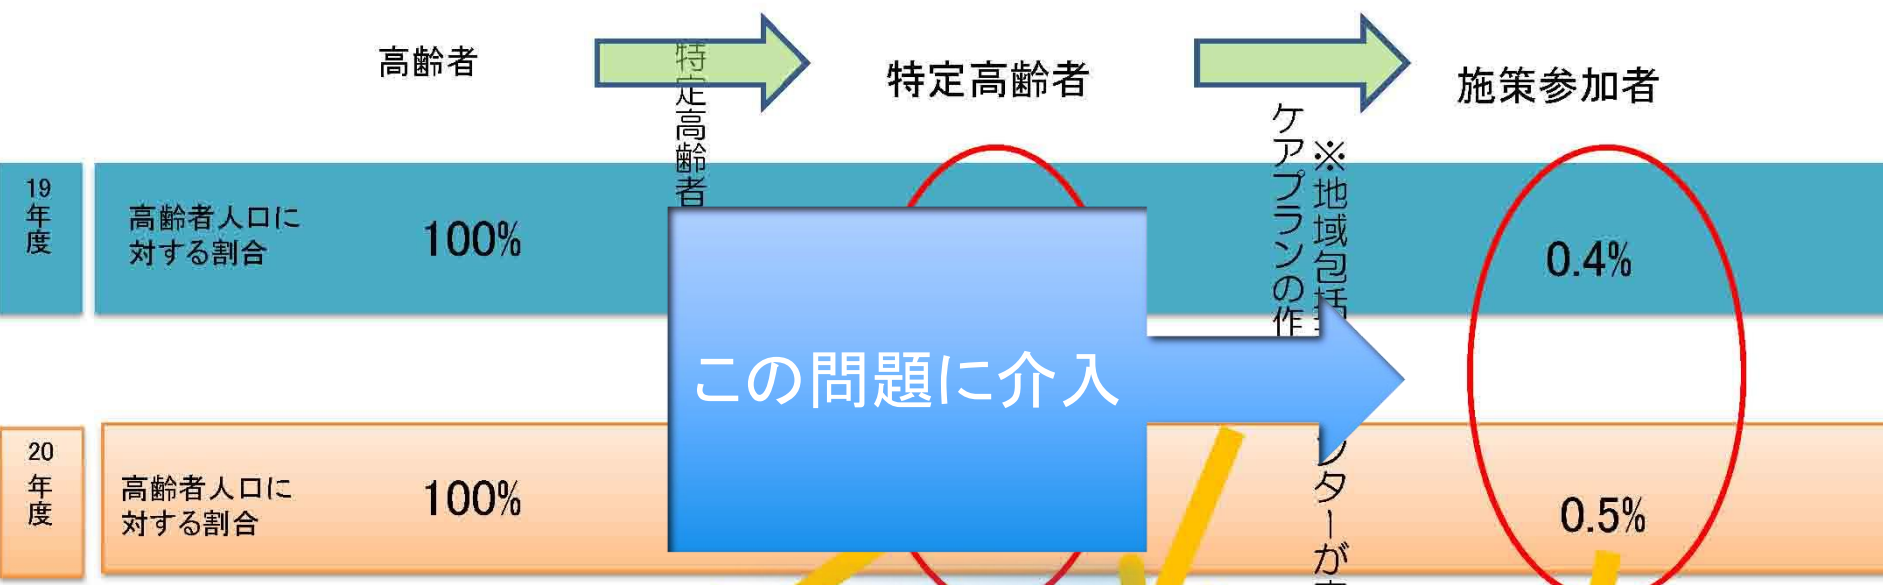 高齢者
特定高齢者
特定高齢者
施策参加者
※地域包括
ケアプランの作
19
年
度
高齢者人口に
対する割合
100%
0.4%
この問題に介入
20
年
度
高齢者人口に
対する割合
100%
ターが
0.5%